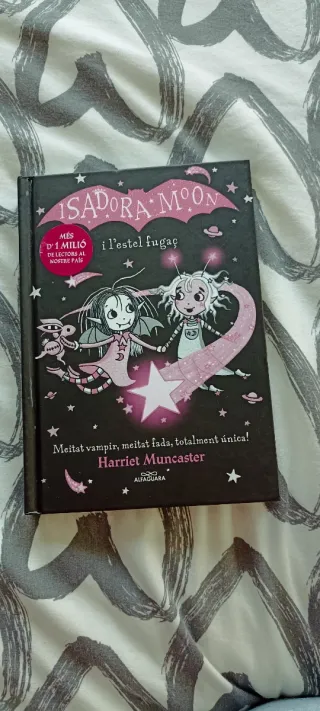 ISADORA MOON
MÉS
D'1 MILIÓ
DE LECTORS AL
NOSTRE PAÍS
i l'estel fugaç
Meitat vampir, meitat fada, totalment única!
Harriet Muncaster
ALFAGUARA